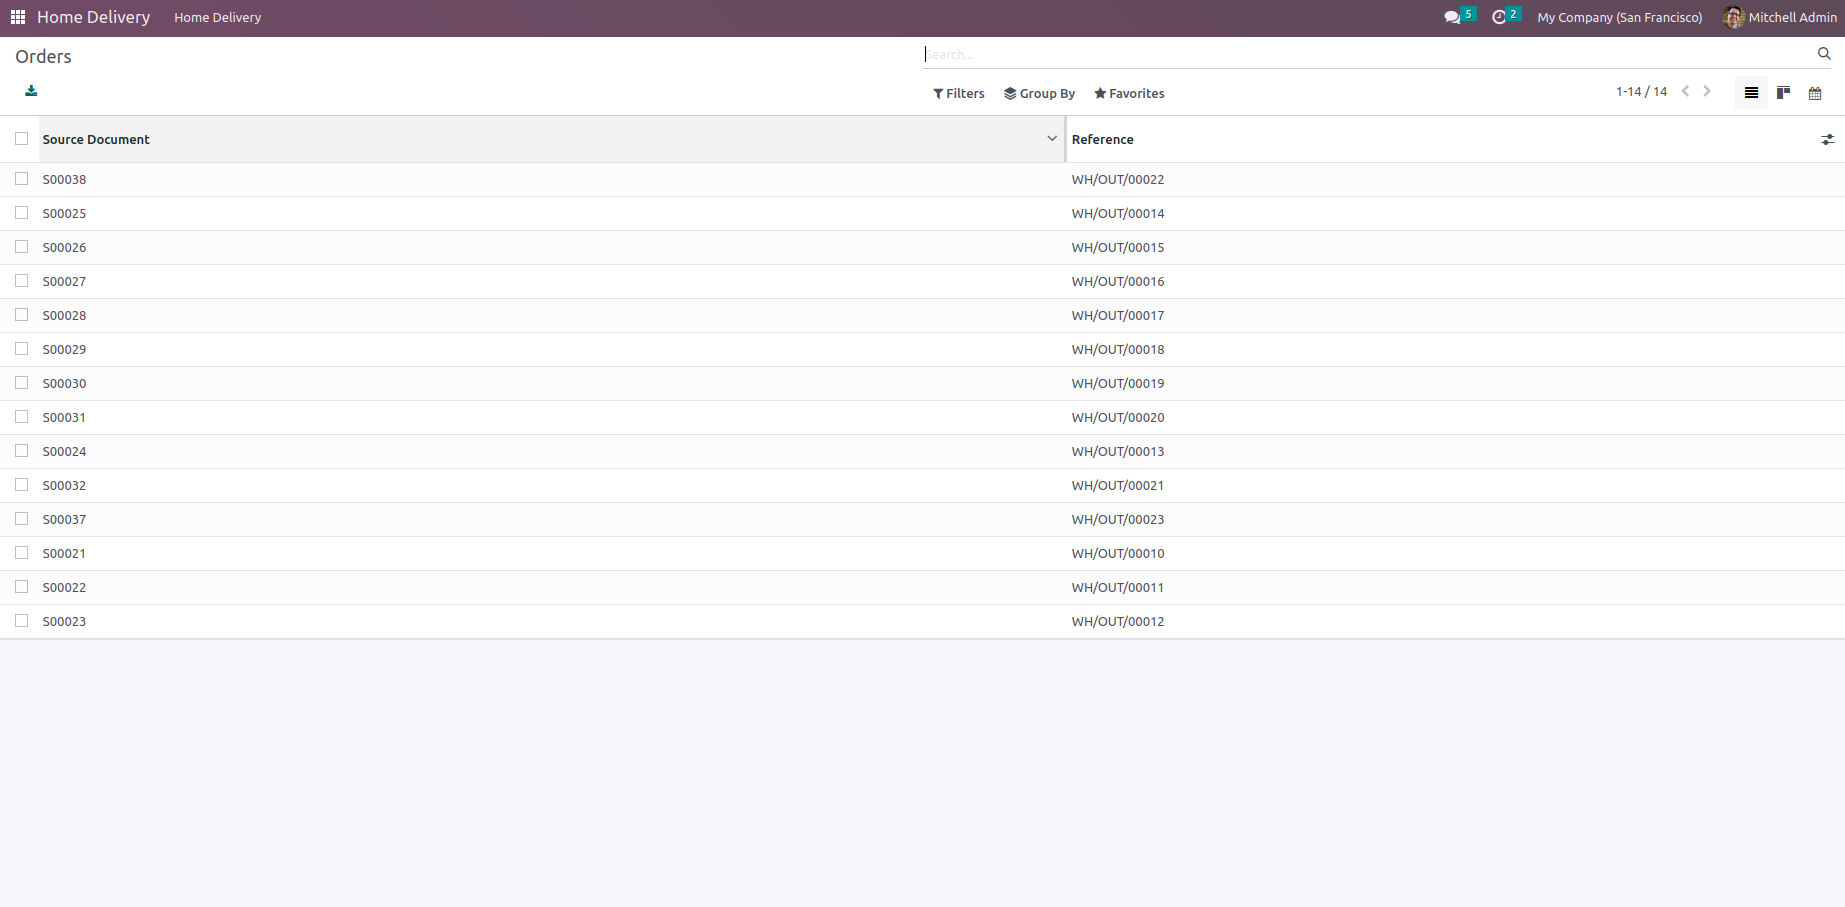 Home Delivery Home Delivery 5 2 My Company (San Francisco) Mitchell Admin
Orders Search...
Filters Group By Favorites 1-14 / 14
Source Document Reference
S00038 WH/OUT/00022
S00025 WH/OUT/00014
S00026 WH/OUT/00015
S00027 WH/OUT/00016
S00028 WH/OUT/00017
S00029 WH/OUT/00018
S00030 WH/OUT/00019
S00031 WH/OUT/00020
S00024 WH/OUT/00013
S00032 WH/OUT/00021
S00037 WH/OUT/00023
S00021 WH/OUT/00010
S00022 WH/OUT/00011
S00023 WH/OUT/00012